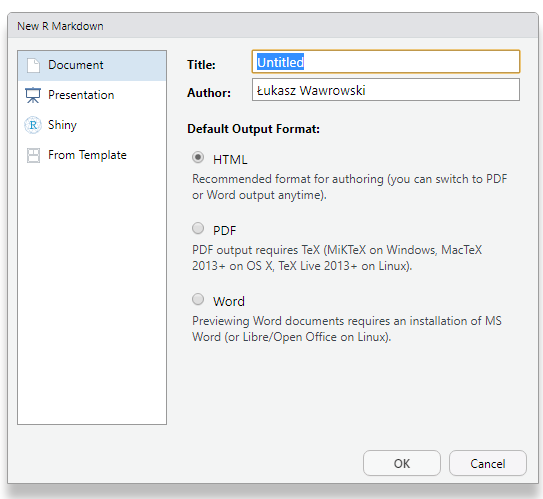 New R Markdown
Document
Presentation
R Shiny
From Template
Title: Untitled
Author: Łukasz Wawrowski
Default Output Format:
HTML
Recommended format for authoring (you can switch to PDF
or Word output anytime).
PDF
PDF output requires TeX (MiKTeX on Windows, MacTeX
2013+ on OS X, TeX Live 2013+ on Linux).
Word
Previewing Word documents requires an installation of MS
Word (or Libre/Open Office on Linux).
OK Cancel